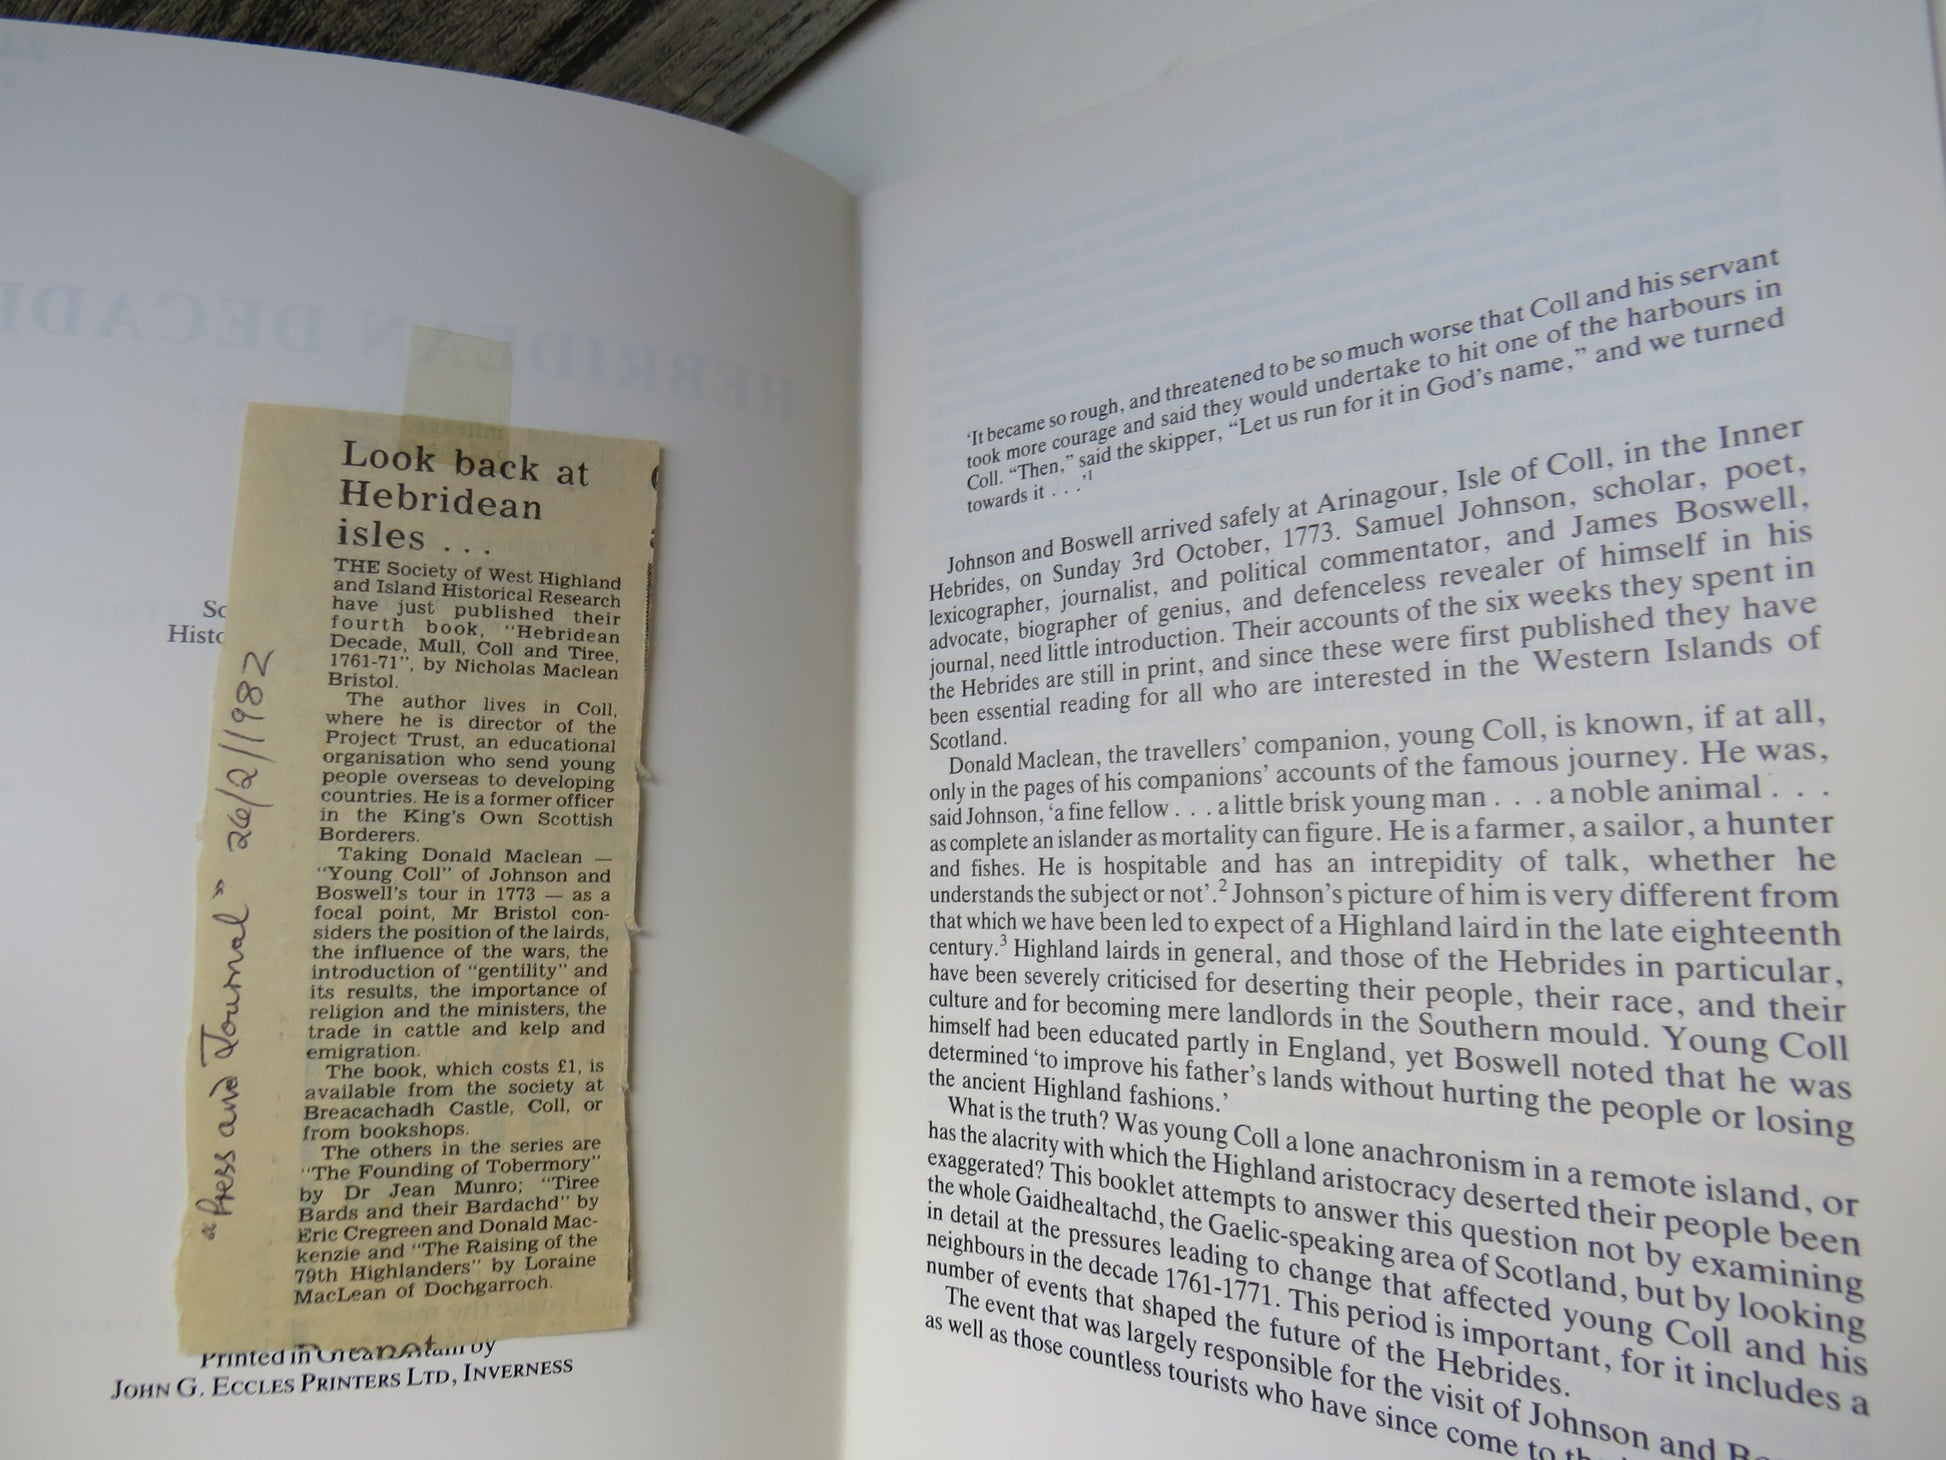 Look back at
Hebridean
isles . . .
THE Society of West Highland
and Island Historical Research
have just published their
fourth book, "Hebridean
Decade, Mull, Coll and Tiree,
1761-71", by Nicholas Maclean
Bristol.
The author lives in Coll,
where he is director of the
Project Trust, an educational
organisation who send young
people overseas to developing
countries. He is a former officer
in the King's Own Scottish
Borderers.
Taking Donald Maclean —
"Young Coll" of Johnson and
Boswell's tour in 1773 — as a
focal point, Mr Bristol con-
siders the position of the lairds,
the influence of the wars, the
introduction of "gentility" and
its results, the importance of
religion and the ministers, the
trade in cattle and kelp and
emigration.
The book, which costs £1, is
available from the society at
Breacachadh Castle, Coll, or
from bookshops.
The others in the series are
"The Founding of Tobermory"
by Dr Jean Munro; "Tiree
Bards and their Bardachd" by
Eric Cregreen and Donald Mac-
kenzie and "The Raising of the
79th Highlanders" by Loraine
MacLean of Dochgarroch.
"Press and Journal" 26/2/1982
So
Histo
Printed in Great Britain by
JOHN G. ECCLES PRINTERS LTD, INVERNESS
'It became so rough, and threatened to be so much worse that Coll and his servant
took more courage and said they would undertake to hit one of the harbours in
Coll. "Then," said the skipper, "Let us run for it in God's name," and we turned
towards it . . .'1
Johnson and Boswell arrived safely at Arinagour, Isle of Coll, in the Inner
Hebrides, on Sunday 3rd October, 1773. Samuel Johnson, scholar, poet,
lexicographer, journalist, and political commentator, and James Boswell,
advocate, biographer of genius, and defenceless revealer of himself in his
journal, need little introduction. Their accounts of the six weeks they spent in
the Hebrides are still in print, and since these were first published they have
been essential reading for all who are interested in the Western Islands of
Scotland.
Donald Maclean, the travellers' companion, young Coll, is known, if at all,
only in the pages of his companions' accounts of the famous journey. He was,
said Johnson, 'a fine fellow . . . a little brisk young man . . . a noble animal . . .
as complete an islander as mortality can figure. He is a farmer, a sailor, a hunter
and fishes. He is hospitable and has an intrepidity of talk, whether he
understands the subject or not'.2 Johnson's picture of him is very different from
that which we have been led to expect of a Highland laird in the late eighteenth
century.3 Highland lairds in general, and those of the Hebrides in particular,
have been severely criticised for deserting their people, their race, and their
culture and for becoming mere landlords in the Southern mould. Young Coll
himself had been educated partly in England, yet Boswell noted that he was
determined 'to improve his father's lands without hurting the people or losing
the ancient Highland fashions.'
What is the truth? Was young Coll a lone anachronism in a remote island, or
has the alacrity with which the Highland aristocracy deserted their people been
exaggerated? This booklet attempts to answer this question not by examining
the whole Gaidhealtachd, the Gaelic-speaking area of Scotland, but by looking
in detail at the pressures leading to change that affected young Coll and his
neighbours in the decade 1761-1771. This period is important, for it includes a
number of events that shaped the future of the Hebrides.
The event that was largely responsible for the visit of Johnson and Bo
as well as those countless tourists who have since come to the